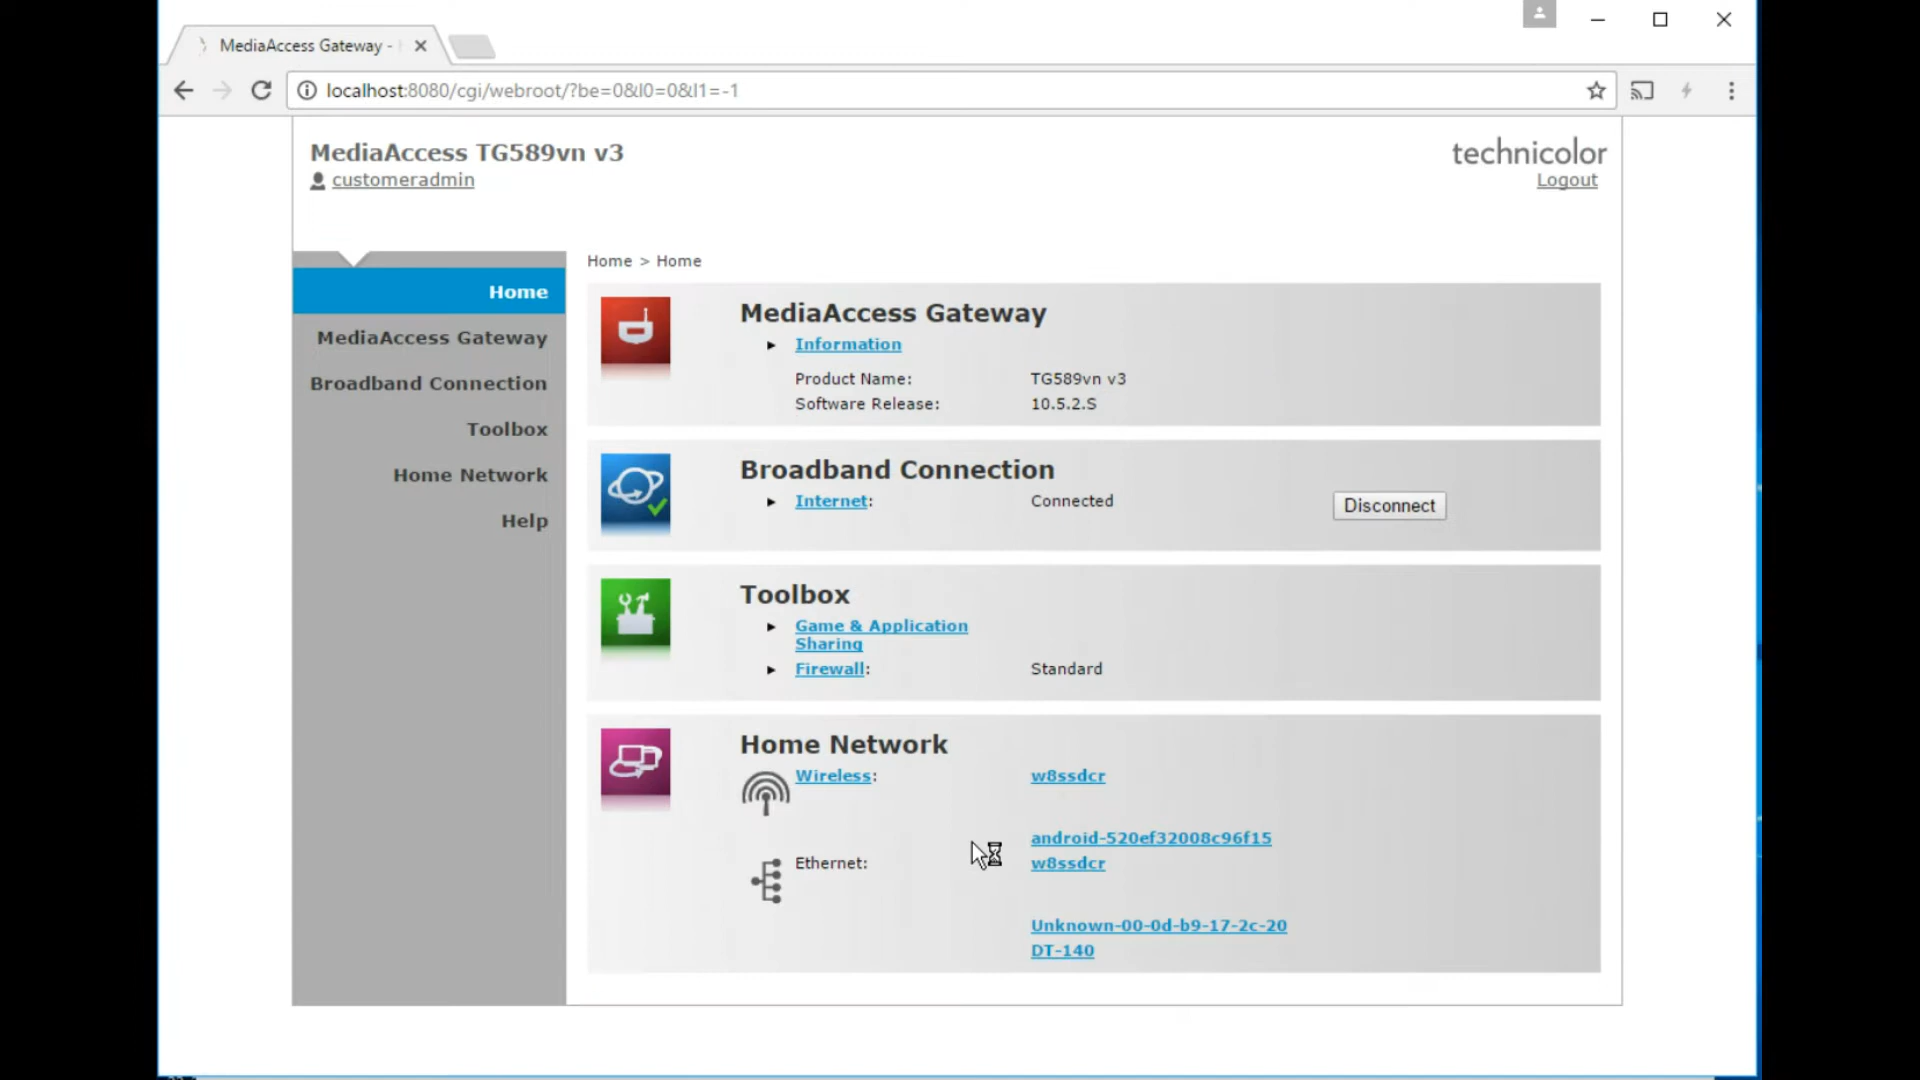 MediaAccess Gateway -
localhost:8080/cgi/webroot/?be=0&l0=0&l1=-1
MediaAccess TG589vn v3
technicolor
customeradmin
Logout
Home > Home
Home
MediaAccess Gateway
Broadband Connection
Toolbox
Home Network
Help
MediaAccess Gateway
Information
Product Name: TG589vn v3
Software Release: 10.5.2.S
Broadband Connection
Internet: Connected Disconnect
Toolbox
Game & Application
Sharing
Firewall: Standard
Home Network
Wireless: w8ssdcr
android-520ef32008c96f15
Ethernet: w8ssdcr
Unknown-00-0d-b9-17-2c-20
DT-140